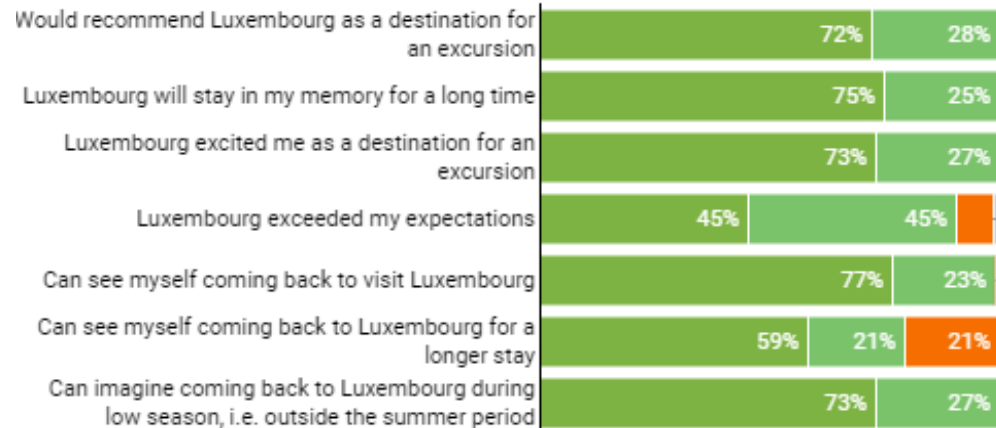 Would recommend Luxembourg as a destination for
an excursion
72% 28%
Luxembourg will stay in my memory for a long time
75% 25%
Luxembourg excited me as a destination for an
excursion
73% 27%
Luxembourg exceeded my expectations
45% 45%
Can see myself coming back to visit Luxembourg
77% 23%
Can see myself coming back to Luxembourg for a
longer stay
59% 21% 21%
Can imagine coming back to Luxembourg during
low season, i.e. outside the summer period
73% 27%